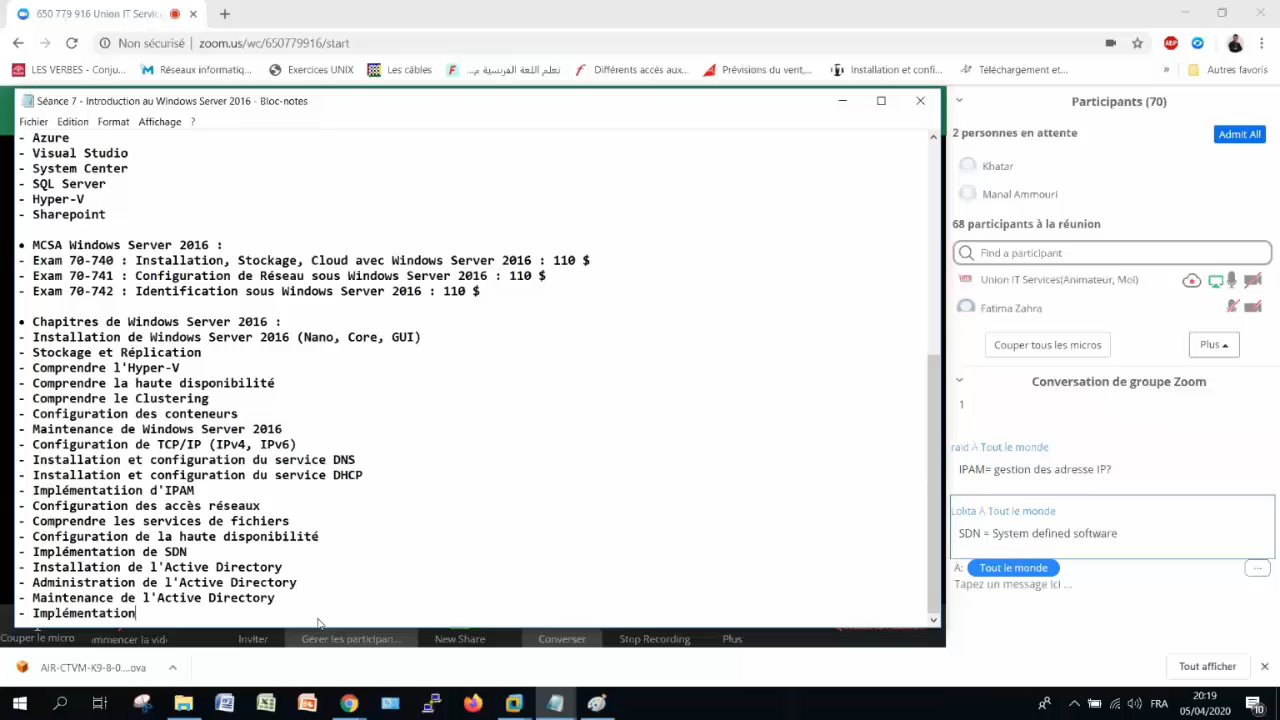 650 779 916 Union IT Servic
Non sécurisé
zoom.us/wc/650779916/start
ABP
LES VERBES - Conju...
Réseaux informatiq...
Exercices UNIX
Les câbles
تعلم اللغة الفرنسية م...
Différents accès aux...
Prévisions du vent,...
Installation et confi...
Téléchargement et...
»
Autres favoris
Séance 7 - Introduction au Windows Server 2016 - Bloc-notes
Fichier Edition Format Affichage ?
- Azure
- Visual Studio
- System Center
- SQL Server
- Hyper-V
- Sharepoint
• MCSA Windows Server 2016 :
- Exam 70-740 : Installation, Stockage, Cloud avec Windows Server 2016 : 110 $
- Exam 70-741 : Configuration de Réseau sous Windows Server 2016 : 110 $
- Exam 70-742 : Identification sous Windows Server 2016 : 110 $
• Chapitres de Windows Server 2016 :
- Installation de Windows Server 2016 (Nano, Core, GUI)
- Stockage et Réplication
- Comprendre l'Hyper-V
- Comprendre la haute disponibilité
- Comprendre le Clustering
- Configuration des conteneurs
- Maintenance de Windows Server 2016
- Configuration de TCP/IP (IPv4, IPv6)
- Installation et configuration du service DNS
- Installation et configuration du service DHCP
- Implémentatiion d'IPAM
- Configuration des accès réseaux
- Comprendre les services de fichiers
- Configuration de la haute disponibilité
- Implémentation de SDN
- Installation de l'Active Directory
- Administration de l'Active Directory
- Maintenance de l'Active Directory
- Implémentation
Participants (70)
2 personnes en attente
Admit All
Khatar
Manal Ammouri
68 participants à la réunion
Find a participant
Union IT Services(Animateur, Moi)
Fatima Zahra
Couper tous les micros
Plus
Conversation de groupe Zoom
1
raid À Tout le monde
IPAM= gestion des adresse IP?
Lolita À Tout le monde
SDN = System defined software
À: Tout le monde
...
Tapez un message ici ...
Couper le micro
ommencer la vidé
Inviter
Gérer les participan...
New Share
Converser
Stop Recording
Plus
AIR-CTVM-K9-8-0....ova
Tout afficher
FRA
20:19
05/04/2020
10